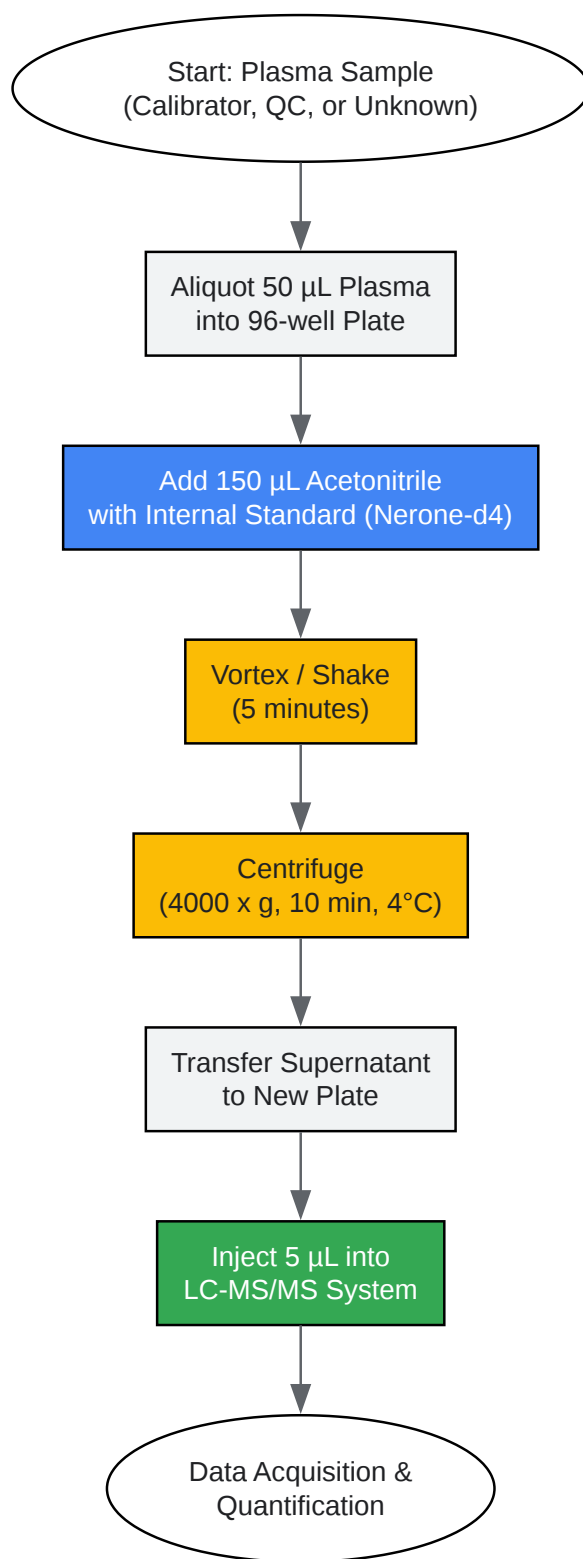 Start: Plasma Sample
(Calibrator, QC, or Unknown)
Aliquot 50 µL Plasma
into 96-well Plate
Add 150 µL Acetonitrile
with Internal Standard (Nerone-d4)
Vortex / Shake
(5 minutes)
Centrifuge
(4000 x g, 10 min, 4°C)
Transfer Supernatant
to New Plate
Inject 5 µL into
LC-MS/MS System
Data Acquisition &
Quantification